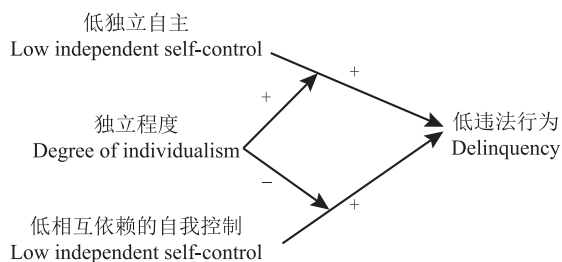 低独立自主
Low independent self-control
+
+
独立程度
Degree of individualism
低违法行为
Delinquency
−
+
低相互依赖的自我控制
Low independent self-control